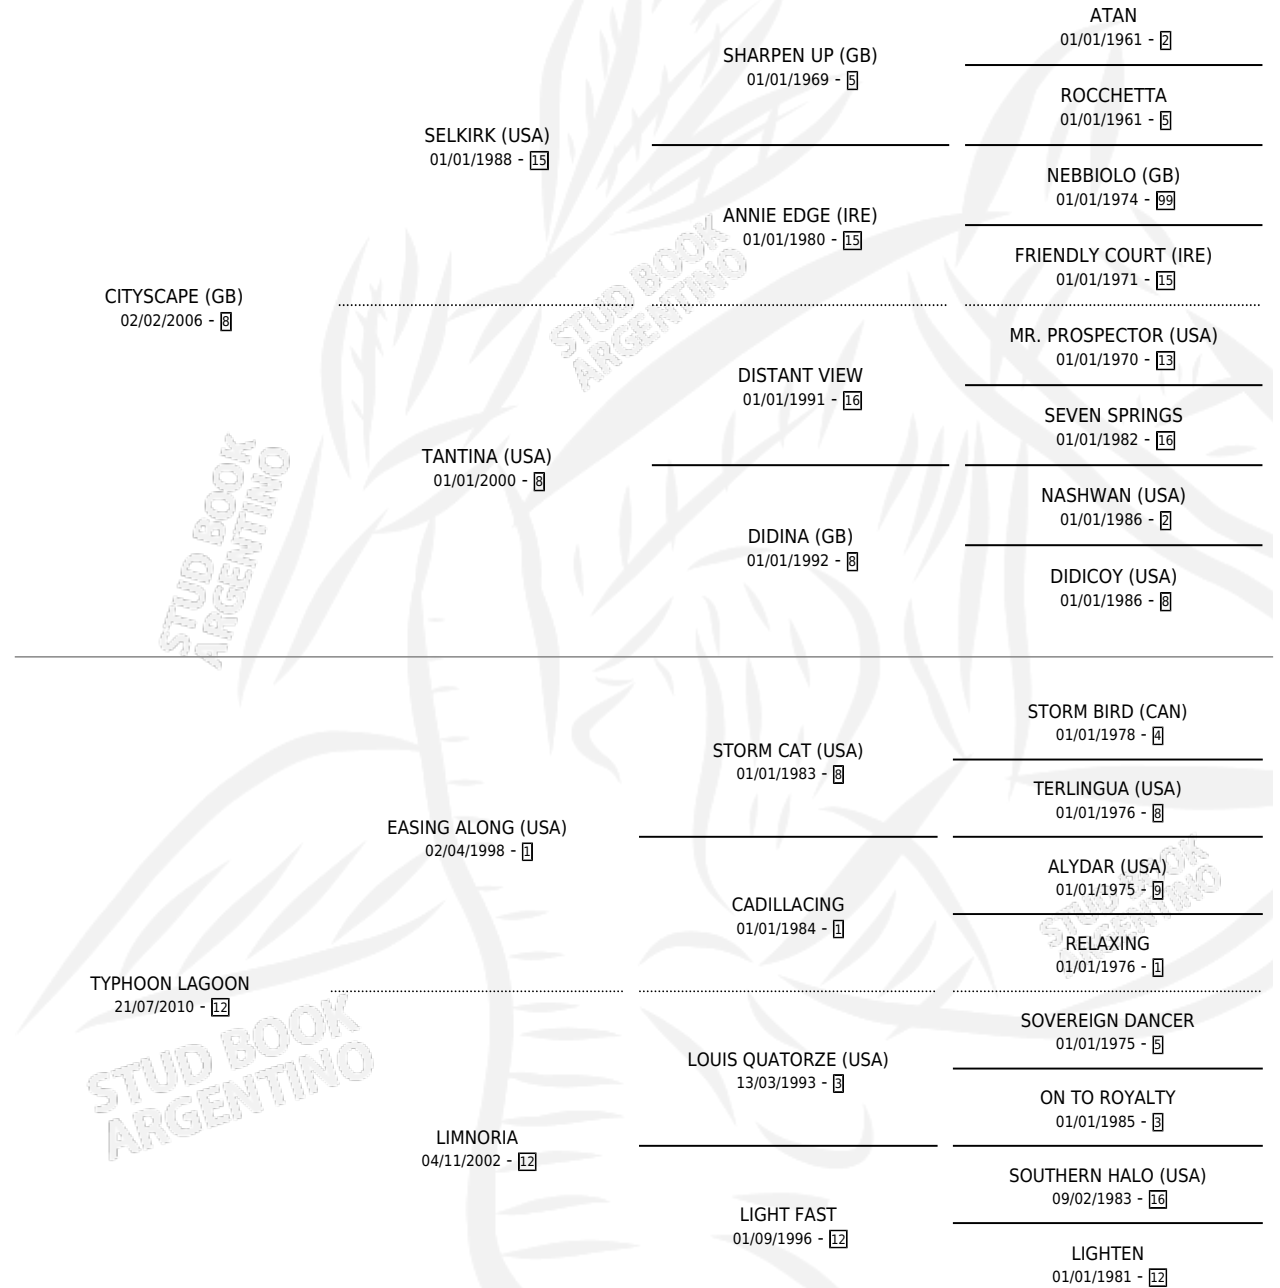 ATAN
01/01/1961 - 2
SHARPEN UP (GB)
01/01/1969 - 5
ROCCHETTA
01/01/1961 - 5
SELKIRK (USA)
01/01/1988 - 15
NEBBIOLO (GB)
01/01/1974 - 99
ANNIE EDGE (IRE)
01/01/1980 - 15
FRIENDLY COURT (IRE)
01/01/1971 - 15
CITYSCAPE (GB)
02/02/2006 - 8
STUD BOOK
ARGENTINO
MR. PROSPECTOR (USA)
01/01/1970 - 13
DISTANT VIEW
01/01/1991 - 16
SEVEN SPRINGS
01/01/1982 - 16
TANTINA (USA)
01/01/2000 - 8
NASHWAN (USA)
01/01/1986 - 2
DIDINA (GB)
01/01/1992 - 8
DIDICOY (USA)
01/01/1986 - 8
STUD BOOK
ARGENTINO
STORM BIRD (CAN)
01/01/1978 - 4
STORM CAT (USA)
01/01/1983 - 8
TERLINGUA (USA)
01/01/1976 - 8
EASING ALONG (USA)
02/04/1998 - 1
ALYDAR (USA)
01/01/1975 - 9
CADILLACING
01/01/1984 - 1
RELAXING
01/01/1976 - 1
STUD BOOK
ARGENTINO
TYPHOON LAGOON
21/07/2010 - 12
SOVEREIGN DANCER
01/01/1975 - 5
LOUIS QUATORZE (USA)
13/03/1993 - 3
ON TO ROYALTY
01/01/1985 - 3
STUD BOOK
ARGENTINO
LIMNORIA
04/11/2002 - 12
SOUTHERN HALO (USA)
09/02/1983 - 16
LIGHT FAST
01/09/1996 - 12
LIGHTEN
01/01/1981 - 12